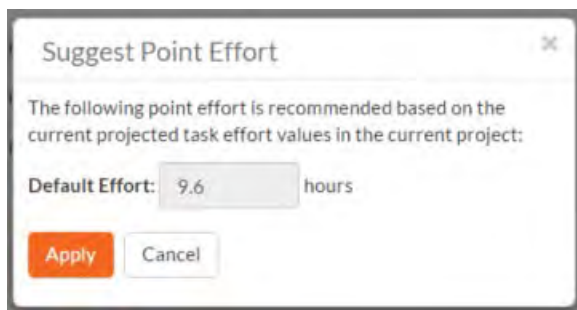 Suggest Point Effort ×
The following point effort is recommended based on the
current projected task effort values in the current project:
Default Effort: 9.6 hours
Apply Cancel